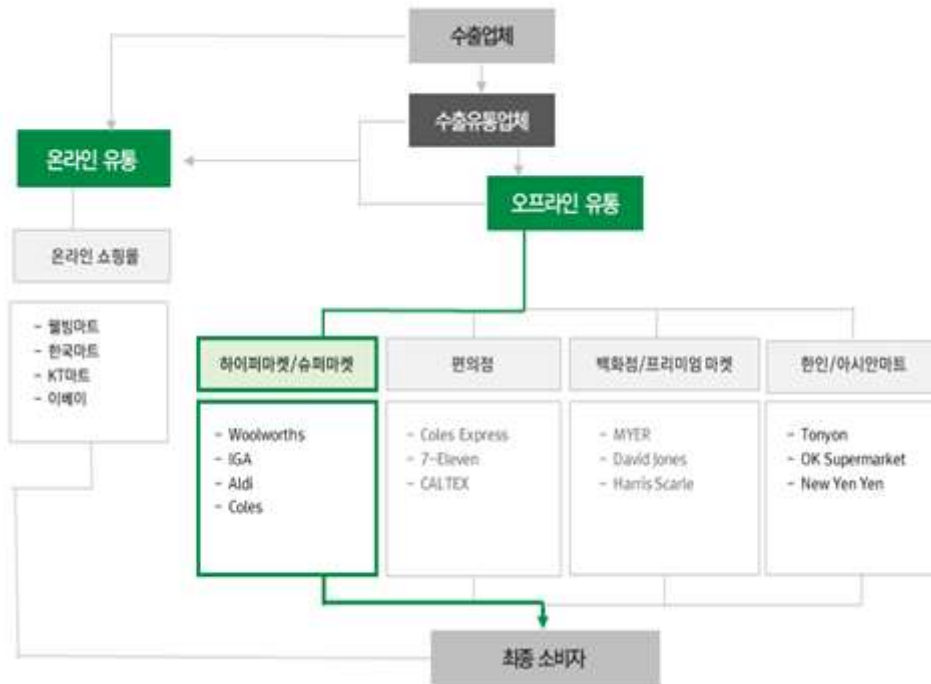 수출업체
수출유통업체
온라인 유통
오프라인 유통
온라인 쇼핑몰
- 웰빙마트
- 한국마트
- KT마트
- 이베이
하이퍼마켓/슈퍼마켓
- Woolworths
- IGA
- Aldi
- Coles
편의점
- Coles Express
- 7-Eleven
- CALTEX
백화점/프리미엄 마켓
- MYER
- David Jones
- Harris Scarle
한인/아시안마트
- Tonyon
- OK Supermarket
- New Yen Yen
최종 소비자